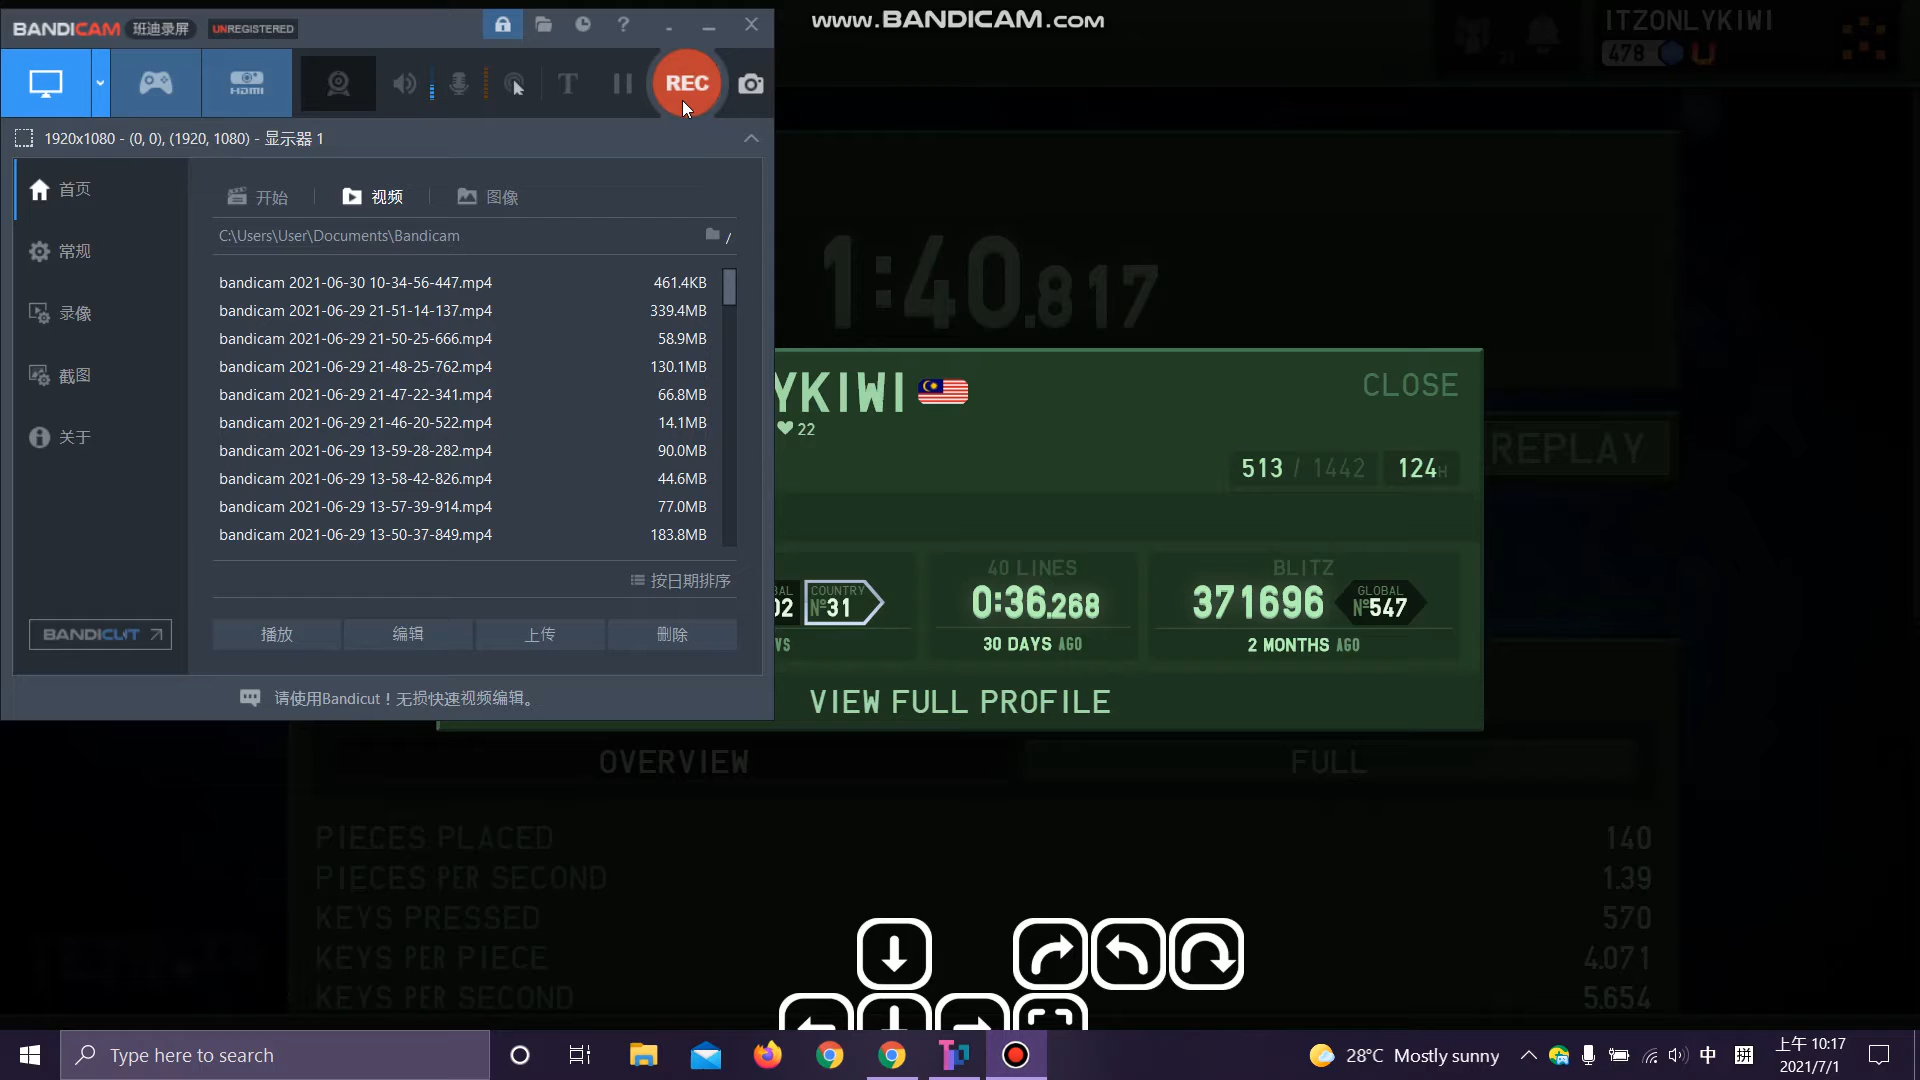 BANDICAM 班迪录屏 UNREGISTERED
www.BANDICAM.com
ITZONLYKIWI
478
HDMI
T
REC
1920x1080 - (0, 0), (1920, 1080) - 显示器 1
首页
常规
录像
截图
关于
开始
视频
图像
C:\Users\User\Documents\Bandicam
bandicam 2021-06-30 10-34-56-447.mp4 461.4KB
bandicam 2021-06-29 21-51-14-137.mp4 339.4MB
bandicam 2021-06-29 21-50-25-666.mp4 58.9MB
bandicam 2021-06-29 21-48-25-762.mp4 130.1MB
bandicam 2021-06-29 21-47-22-341.mp4 66.8MB
bandicam 2021-06-29 21-46-20-522.mp4 14.1MB
bandicam 2021-06-29 13-59-28-282.mp4 90.0MB
bandicam 2021-06-29 13-58-42-826.mp4 44.6MB
bandicam 2021-06-29 13-57-39-914.mp4 77.0MB
bandicam 2021-06-29 13-50-37-849.mp4 183.8MB
按日期排序
播放 编辑 上传 删除
BANDICUT
请使用Bandicut！无损快速视频编辑。
1:40.817
YKIWI
CLOSE
22
REPLAY
513 / 1442 124H
02
COUNTRY
№31
40 LINES
0:36.268
30 DAYS AGO
BLITZ
371696
GLOBAL
№547
2 MONTHS AGO
VIEW FULL PROFILE
OVERVIEW FULL
PIECES PLACED 140
PIECES PER SECOND 1.39
KEYS PRESSED 570
KEYS PER PIECE 4.071
KEYS PER SECOND 5.654
Type here to search
28°C Mostly sunny
中
拼
上午 10:17
2021/7/1